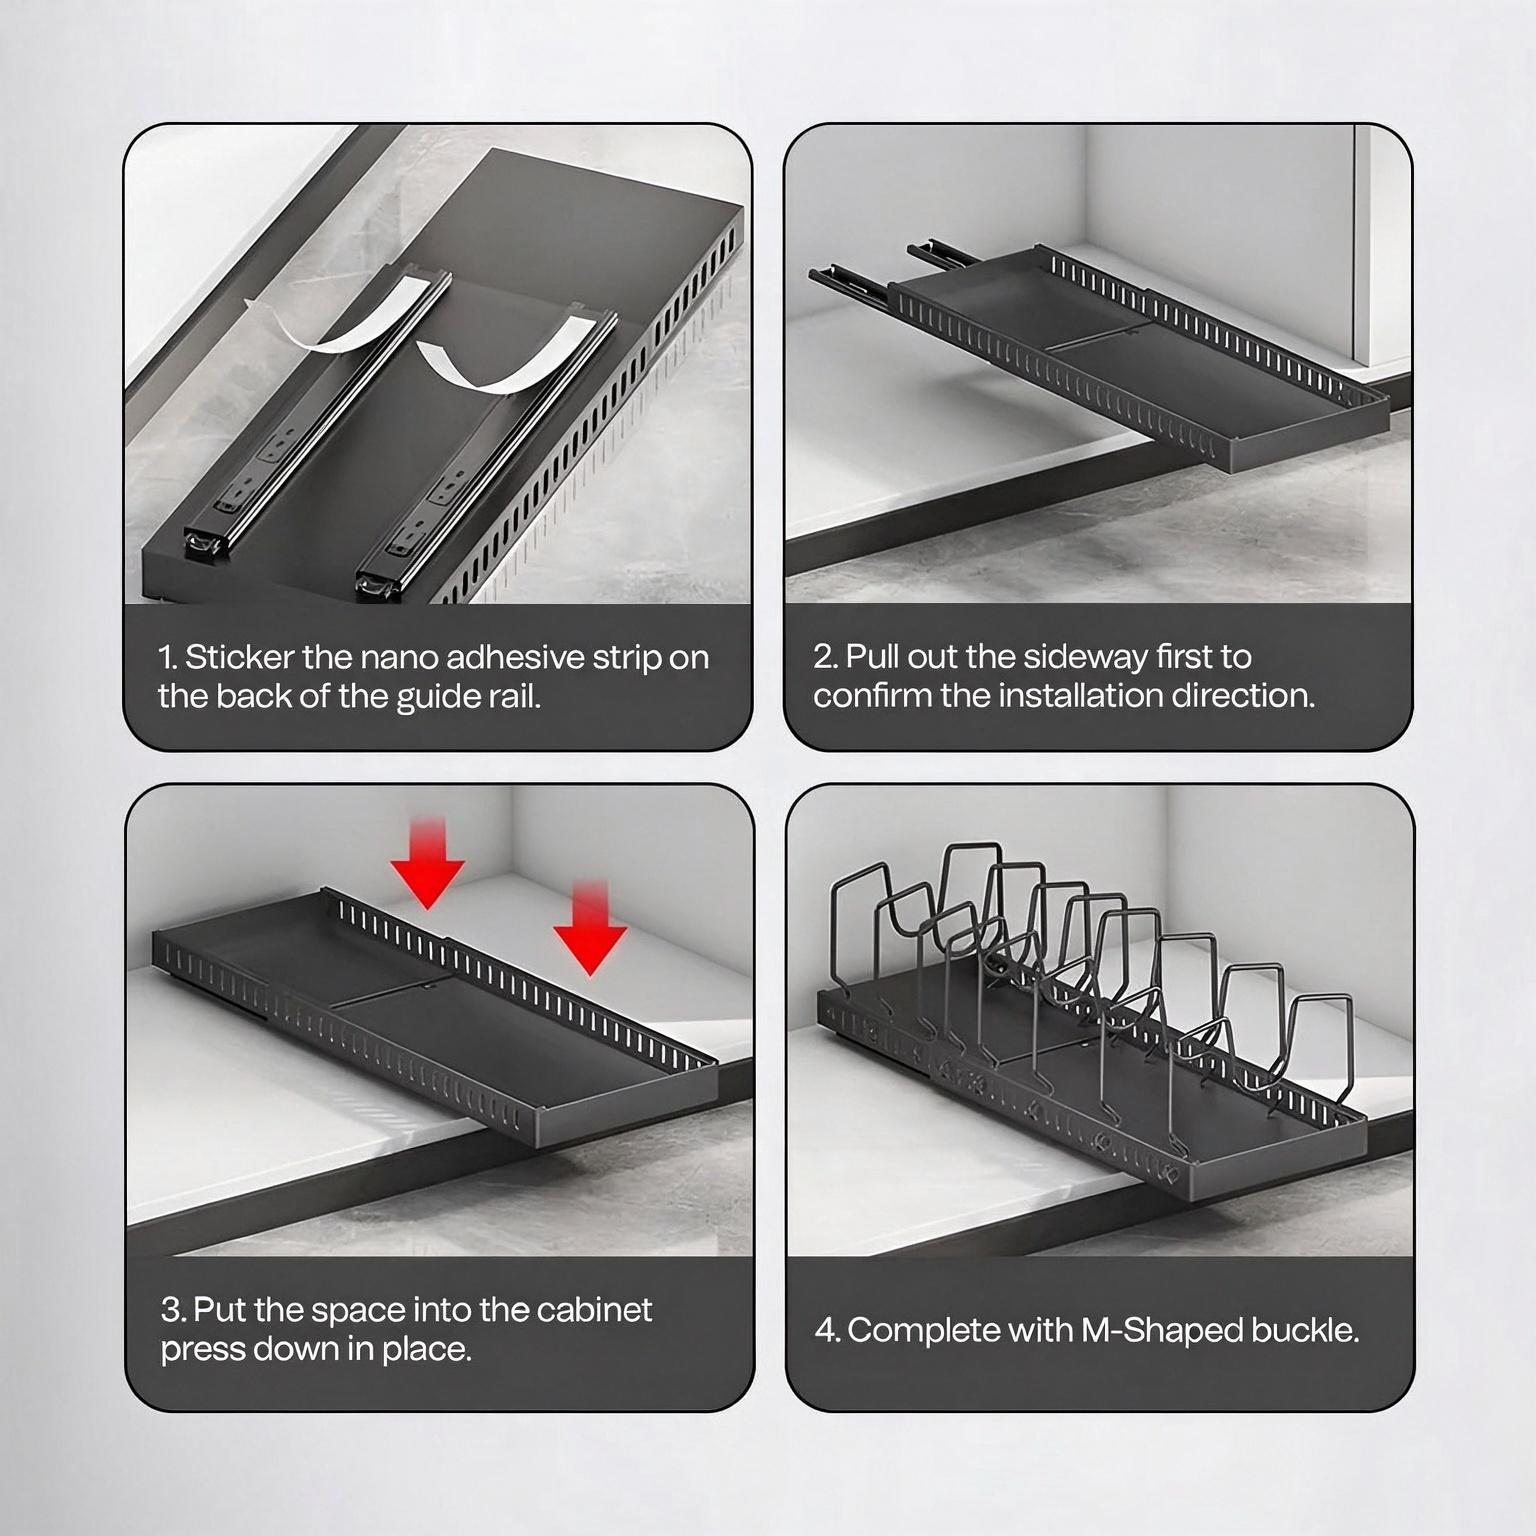 1. Sticker the nano adhesive strip on
the back of the guide rail.
2. Pull out the sideway first to
confirm the installation direction.
3. Put the space into the cabinet
press down in place.
4. Complete with M-Shaped buckle.